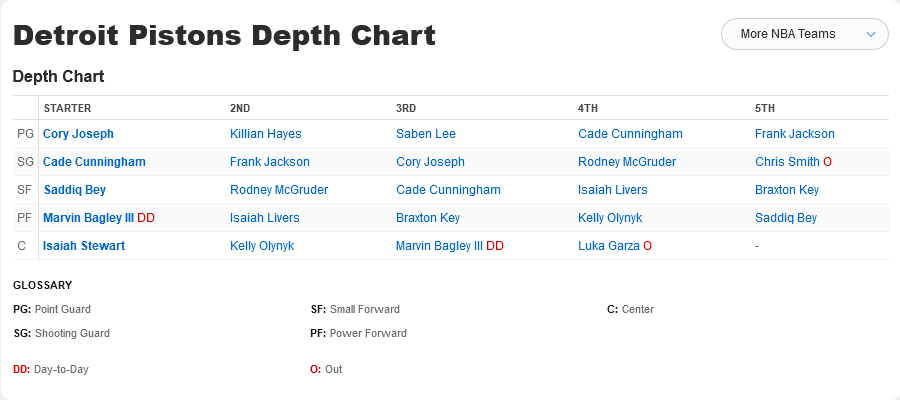 Detroit Pistons Depth Chart
More NBA Teams
Depth Chart
STARTER 2ND 3RD 4TH 5TH
PG Cory Joseph Killian Hayes Saben Lee Cade Cunningham Frank Jackson
SG Cade Cunningham Frank Jackson Cory Joseph Rodney McGruder Chris Smith O
SF Saddiq Bey Rodney McGruder Cade Cunningham Isaiah Livers Braxton Key
PF Marvin Bagley III DD Isaiah Livers Braxton Key Kelly Olynyk Saddiq Bey
C Isaiah Stewart Kelly Olynyk Marvin Bagley III DD Luka Garza O -
GLOSSARY
PG: Point Guard SF: Small Forward C: Center
SG: Shooting Guard PF: Power Forward
DD: Day-to-Day O: Out